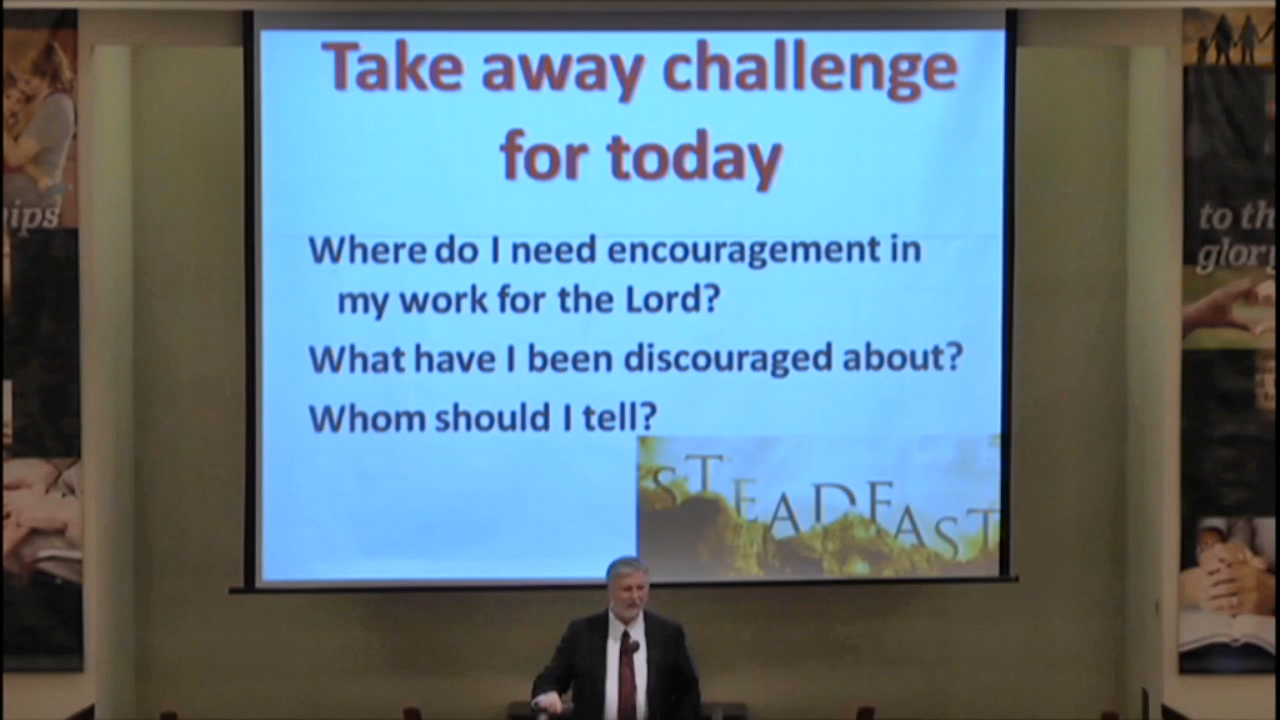 Take away challenge
for today
Where do I need encouragement in
my work for the Lord?
What have I been discouraged about?
Whom should I tell?
STEADFAST
ips
to th
glory